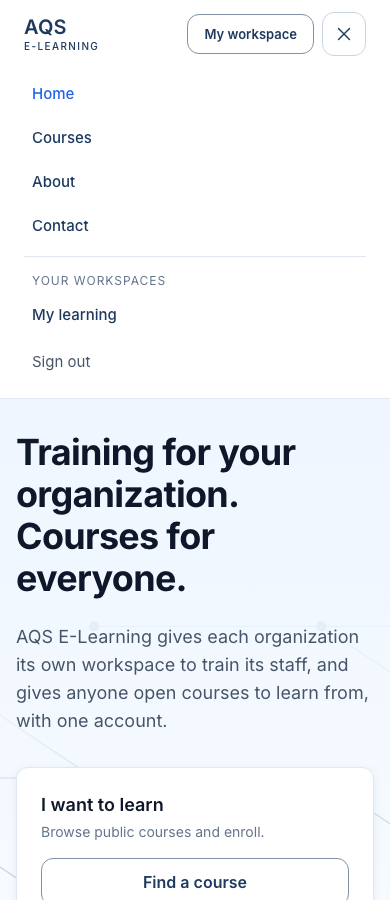 AQS
E-LEARNING
My workspace
Home
Courses
About
Contact
YOUR WORKSPACES
My learning
Sign out
Training for your
organization.
Courses for
everyone.
AQS E-Learning gives each organization
its own workspace to train its staff, and
gives anyone open courses to learn from,
with one account.
I want to learn
Browse public courses and enroll.
Find a course